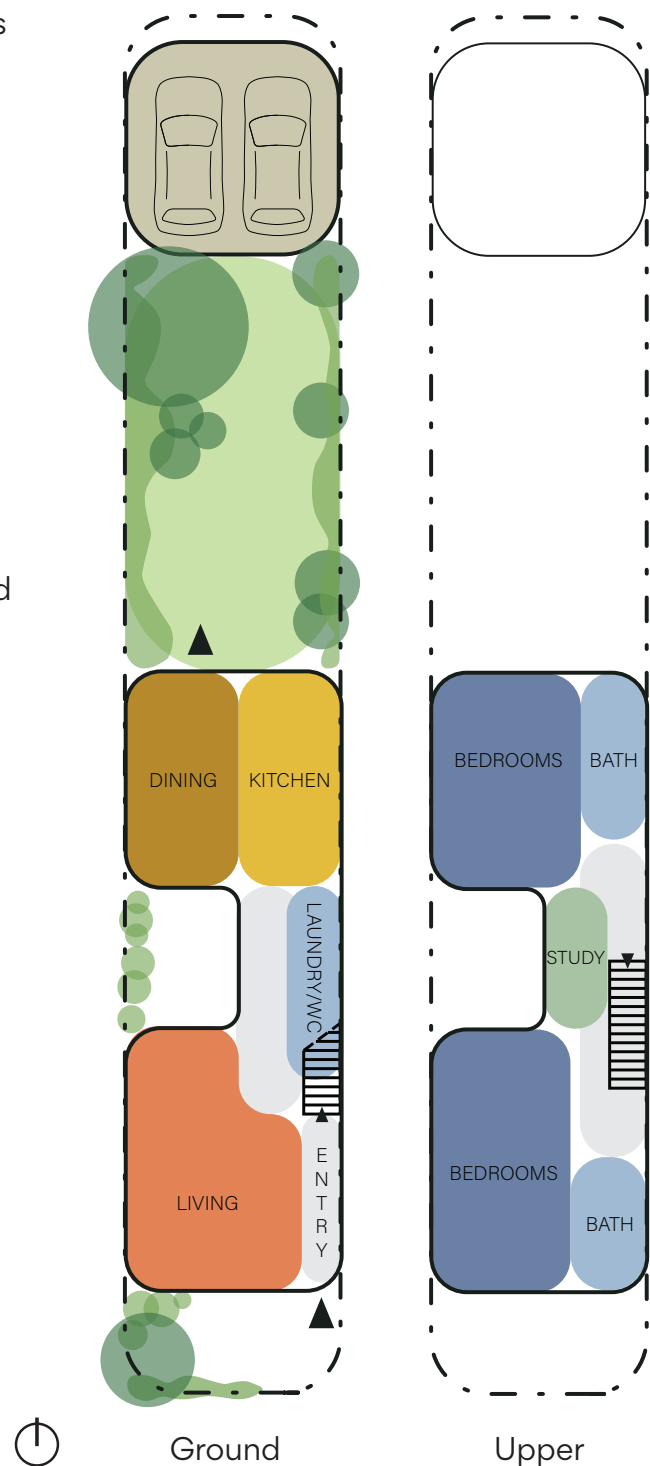 s
d
DINING
KITCHEN
LAUNDRY/WC
LIVING
ENTRY
Ground
BEDROOMS
BATH
STUDY
BEDROOMS
BATH
Upper